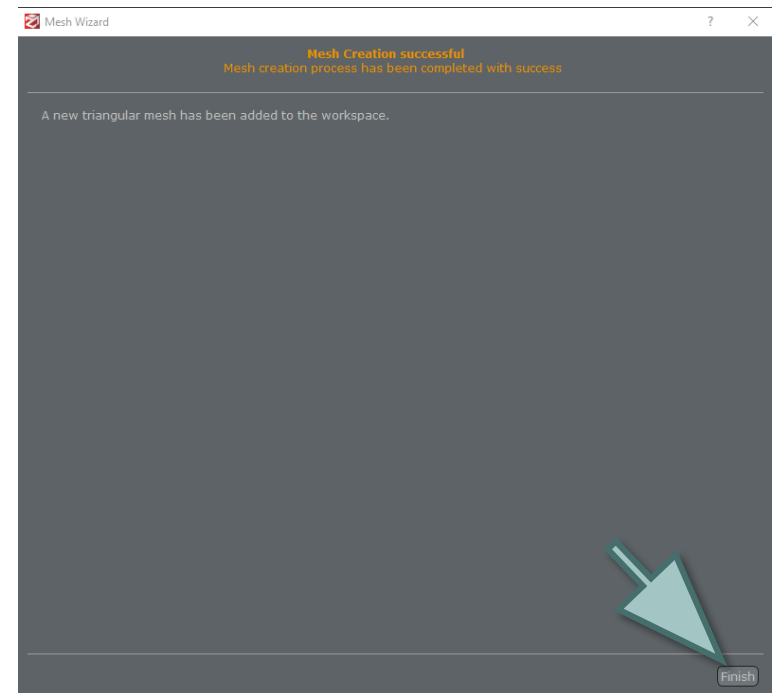 Mesh Wizard
?
Mesh Creation successful
Mesh creation process has been completed with success
A new triangular mesh has been added to the workspace.
Finish